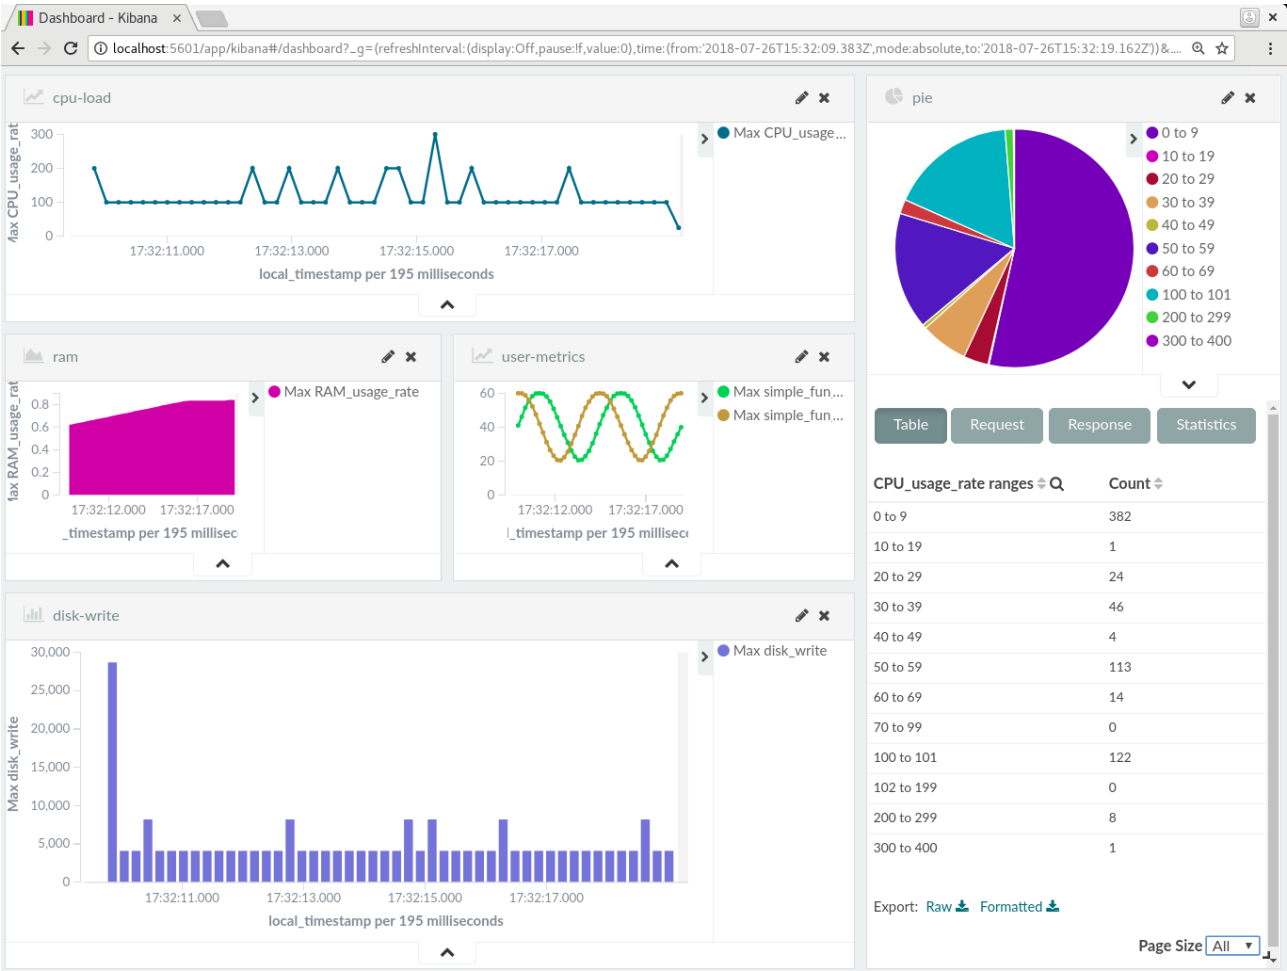 Dashboard - Kibana
localhost:5601/app/kibana#/dashboard?_g=(refreshInterval:(display:Off,pause:!f,value:0),time:(from:'2018-07-26T15:32:09.383Z',mode:absolute,to:'2018-07-26T15:32:19.162Z'))&....
cpu-load
300
200
100
0
Max CPU_usage_rat
17:32:11.000 17:32:13.000 17:32:15.000 17:32:17.000
local_timestamp per 195 milliseconds
Max CPU_usage...
ram
0.8
0.6
0.4
0.2
0
Max RAM_usage_rat
17:32:12.000 17:32:17.000
_timestamp per 195 millisec
Max RAM_usage_rate
user-metrics
60
40
20
0
17:32:12.000 17:32:17.000
l_timestamp per 195 millisec
Max simple_fun...
Max simple_fun...
disk-write
30,000
25,000
20,000
15,000
10,000
5,000
0
Max disk_write
17:32:11.000 17:32:13.000 17:32:15.000 17:32:17.000
local_timestamp per 195 milliseconds
Max disk_write
pie
0 to 9
10 to 19
20 to 29
30 to 39
40 to 49
50 to 59
60 to 69
100 to 101
200 to 299
300 to 400
Table Request Response Statistics
CPU_usage_rate ranges Count
0 to 9 382
10 to 19 1
20 to 29 24
30 to 39 46
40 to 49 4
50 to 59 113
60 to 69 14
70 to 99 0
100 to 101 122
102 to 199 0
200 to 299 8
300 to 400 1
Export: Raw Formatted
Page Size All